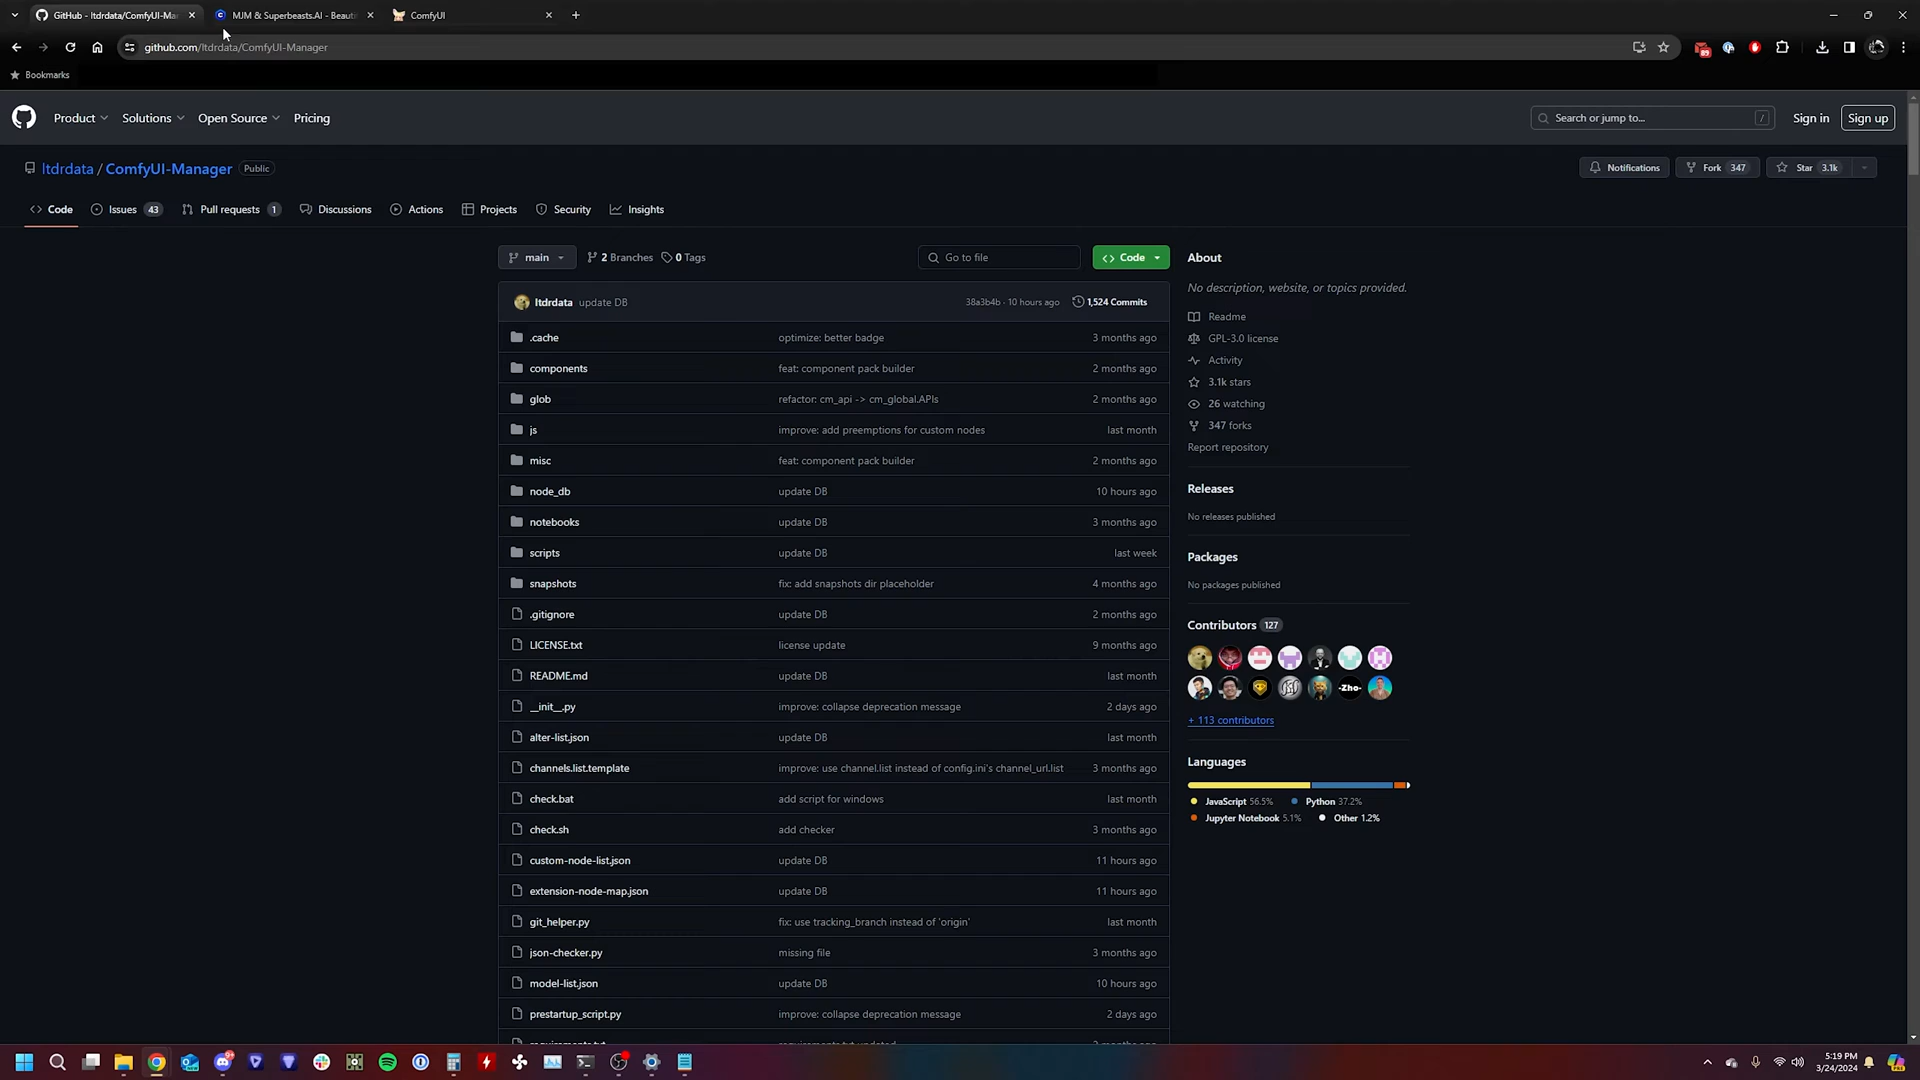 GitHub - ltdrdata/ComfyUI-Ma
MJM & Superbeasts.AI - Beauti
ComfyUI
github.com/ltdrdata/ComfyUI-Manager
89
Bookmarks
Product
Solutions
Open Source
Pricing
Search or jump to...
/
Sign in
Sign up
ltdrdata / ComfyUI-Manager
Public
Notifications
Fork 347
Star 3.1k
Code
Issues 43
Pull requests 1
Discussions
Actions
Projects
Security
Insights
main
2 Branches
0 Tags
Go to file
Code
ltdrdata update DB
38a3b4b · 10 hours ago
1,524 Commits
.cache optimize: better badge 3 months ago
components feat: component pack builder 2 months ago
glob refactor: cm_api -> cm_global.APIs 2 months ago
js improve: add preemptions for custom nodes last month
misc feat: component pack builder 2 months ago
node_db update DB 10 hours ago
notebooks update DB 3 months ago
scripts update DB last week
snapshots fix: add snapshots dir placeholder 4 months ago
.gitignore update DB 2 months ago
LICENSE.txt license update 9 months ago
README.md update DB last month
__init__.py improve: collapse deprecation message 2 days ago
alter-list.json update DB last month
channels.list.template improve: use channel.list instead of config.ini's channel_url.list 3 months ago
check.bat add script for windows last month
check.sh add checker 3 months ago
custom-node-list.json update DB 11 hours ago
extension-node-map.json update DB 11 hours ago
git_helper.py fix: use tracking_branch instead of 'origin' last month
json-checker.py missing file 3 months ago
model-list.json update DB 10 hours ago
prestartup_script.py improve: collapse deprecation message 2 days ago
About
No description, website, or topics provided.
Readme
GPL-3.0 license
Activity
3.1k stars
26 watching
347 forks
Report repository
Releases
No releases published
Packages
No packages published
Contributors 127
-Zho-
+ 113 contributors
Languages
JavaScript 56.5%
Python 37.2%
Jupyter Notebook 5.1%
Other 1.2%
5:19 PM
3/24/2024